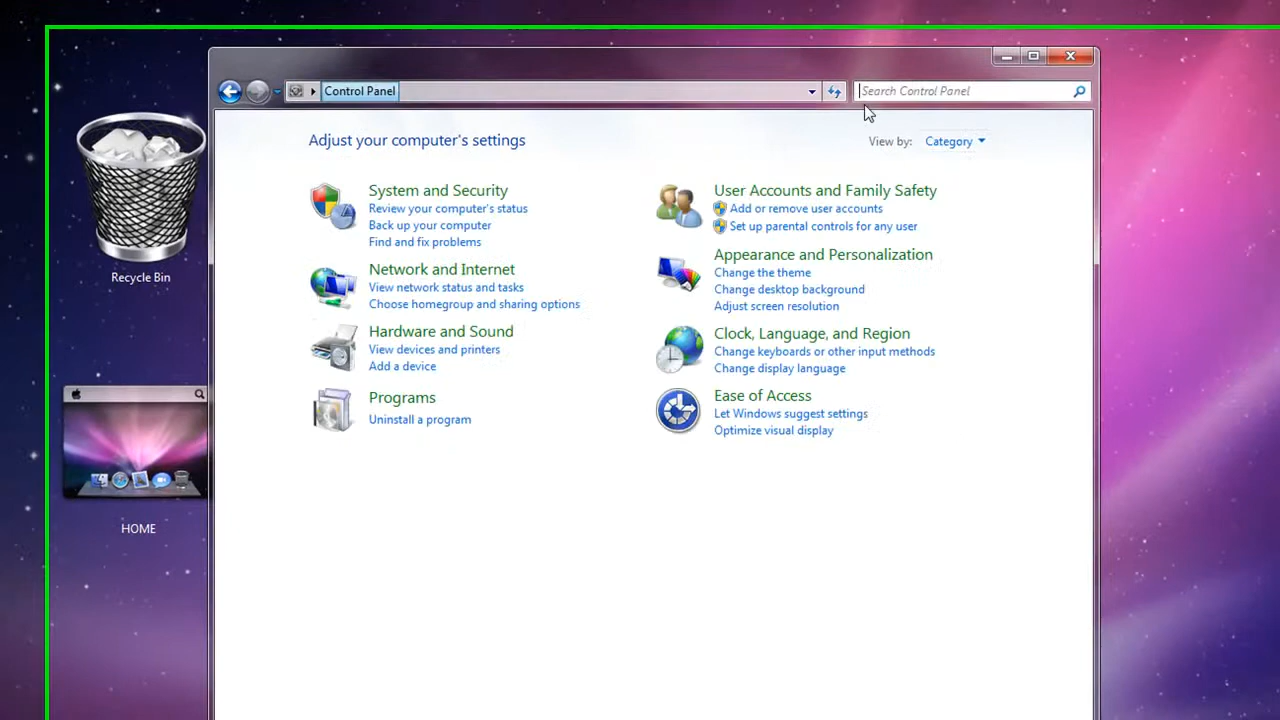 Control Panel
Search Control Panel
Adjust your computer's settings
View by: Category
System and Security
Review your computer's status
Back up your computer
Find and fix problems
Network and Internet
View network status and tasks
Choose homegroup and sharing options
Hardware and Sound
View devices and printers
Add a device
Programs
Uninstall a program
User Accounts and Family Safety
Add or remove user accounts
Set up parental controls for any user
Appearance and Personalization
Change the theme
Change desktop background
Adjust screen resolution
Clock, Language, and Region
Change keyboards or other input methods
Change display language
Ease of Access
Let Windows suggest settings
Optimize visual display
Recycle Bin
HOME